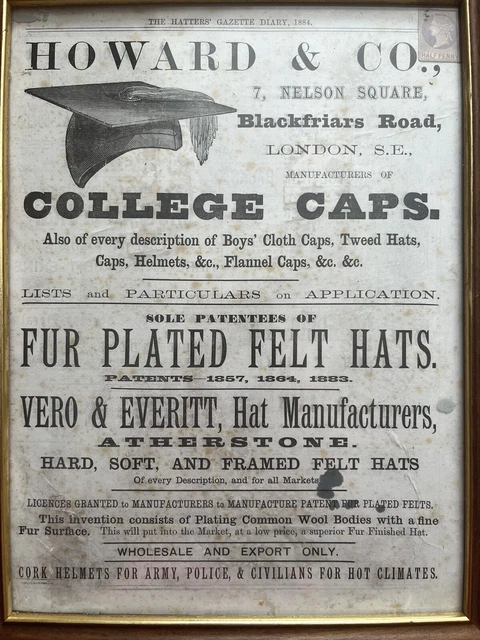 THE HATTERS' GAZETTE DIARY, 1884.
HALFPENNY
HOWARD & CO.,
7, NELSON SQUARE,
Blackfriars Road,
LONDON, S.E.,
MANUFACTURERS OF
COLLEGE CAPS.
Also of every description of Boys' Cloth Caps, Tweed Hats,
Caps, Helmets, &c., Flannel Caps, &c. &c.
LISTS and PARTICULARS on APPLICATION.
SOLE PATENTEES OF
FUR PLATED FELT HATS.
PATENTS—1857, 1864, 1883.
VERO & EVERITT, Hat Manufacturers,
ATHERSTONE.
HARD, SOFT, AND FRAMED FELT HATS
Of every Description, and for all Markets
LICENCES GRANTED to MANUFACTURERS to MANUFACTURE PATENT FUR PLATED FELTS.
This invention consists of Plating Common Wool Bodies with a fine
Fur Surface. This will put into the Market, at a low price, a superior Fur Finished Hat.
WHOLESALE AND EXPORT ONLY.
CORK HELMETS FOR ARMY, POLICE, & CIVILIANS FOR HOT CLIMATES.